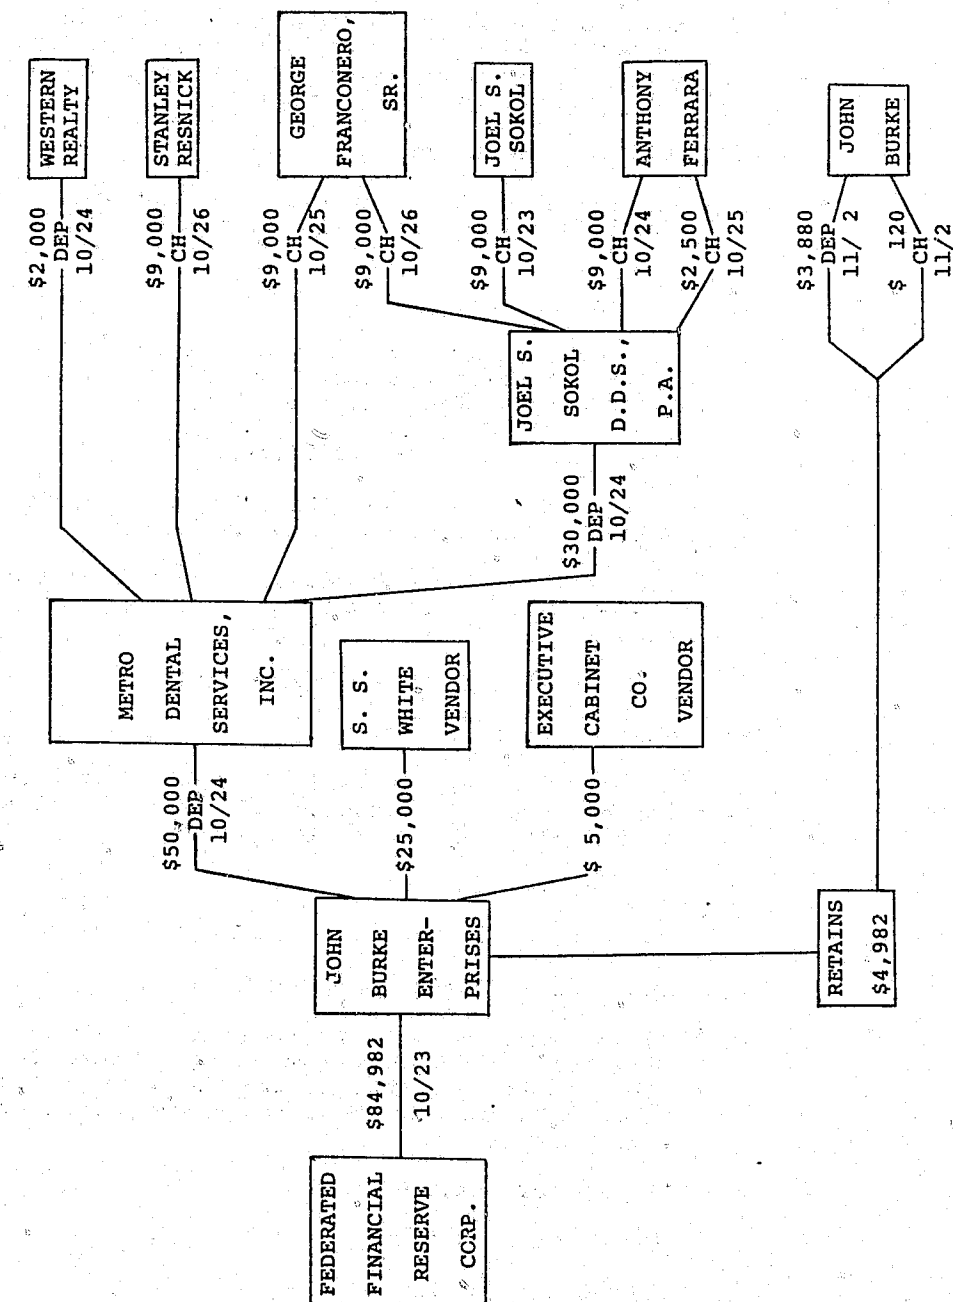 FEDERATED
FINANCIAL
RESERVE
CORP.
$84,982
10/23
JOHN
BURKE
ENTER-
PRISES
$50,000
DEP
10/24
$25,000
$ 5,000
RETAINS
$4,982
METRO
DENTAL
SERVICES,
INC.
S. S.
WHITE
VENDOR
EXECUTIVE
CABINET
CO.
VENDOR
$30,000
DEP
10/24
JOEL S.
SOKOL
D.D.S.,
P.A.
$2,000
DEP
10/24
$9,000
CH
10/26
$9,000
CH
10/25
$9,000
CH
10/26
$9,000
CH
10/23
$9,000
CH
10/24
$2,500
CH
10/25
$3,880
DEP
11/ 2
$ 120
CH
11/2
WESTERN
REALTY
STANLEY
RESNICK
GEORGE
FRANCONERO,
SR.
JOEL S.
SOKOL
ANTHONY
FERRARA
JOHN
BURKE